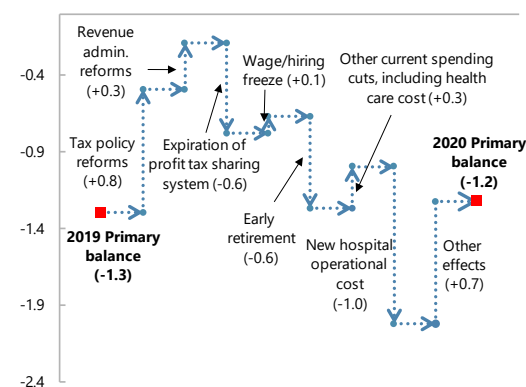 Revenue
admin.
reforms
(+0.3)
Wage/hiring
freeze (+0.1)
Other current spending
cuts, including health
care cost (+0.3)
-0.4
Tax policy
reforms
(+0.8)
Expiration of
profit tax sharing
system (-0.6)
2020 Primary
balance
(-1.2)
-0.9
-1.4
2019 Primary
balance
(-1.3)
Early
retirement
(-0.6)
New hospital
operational
cost
(-1.0)
Other
effects
(+0.7)
-1.9
-2.4